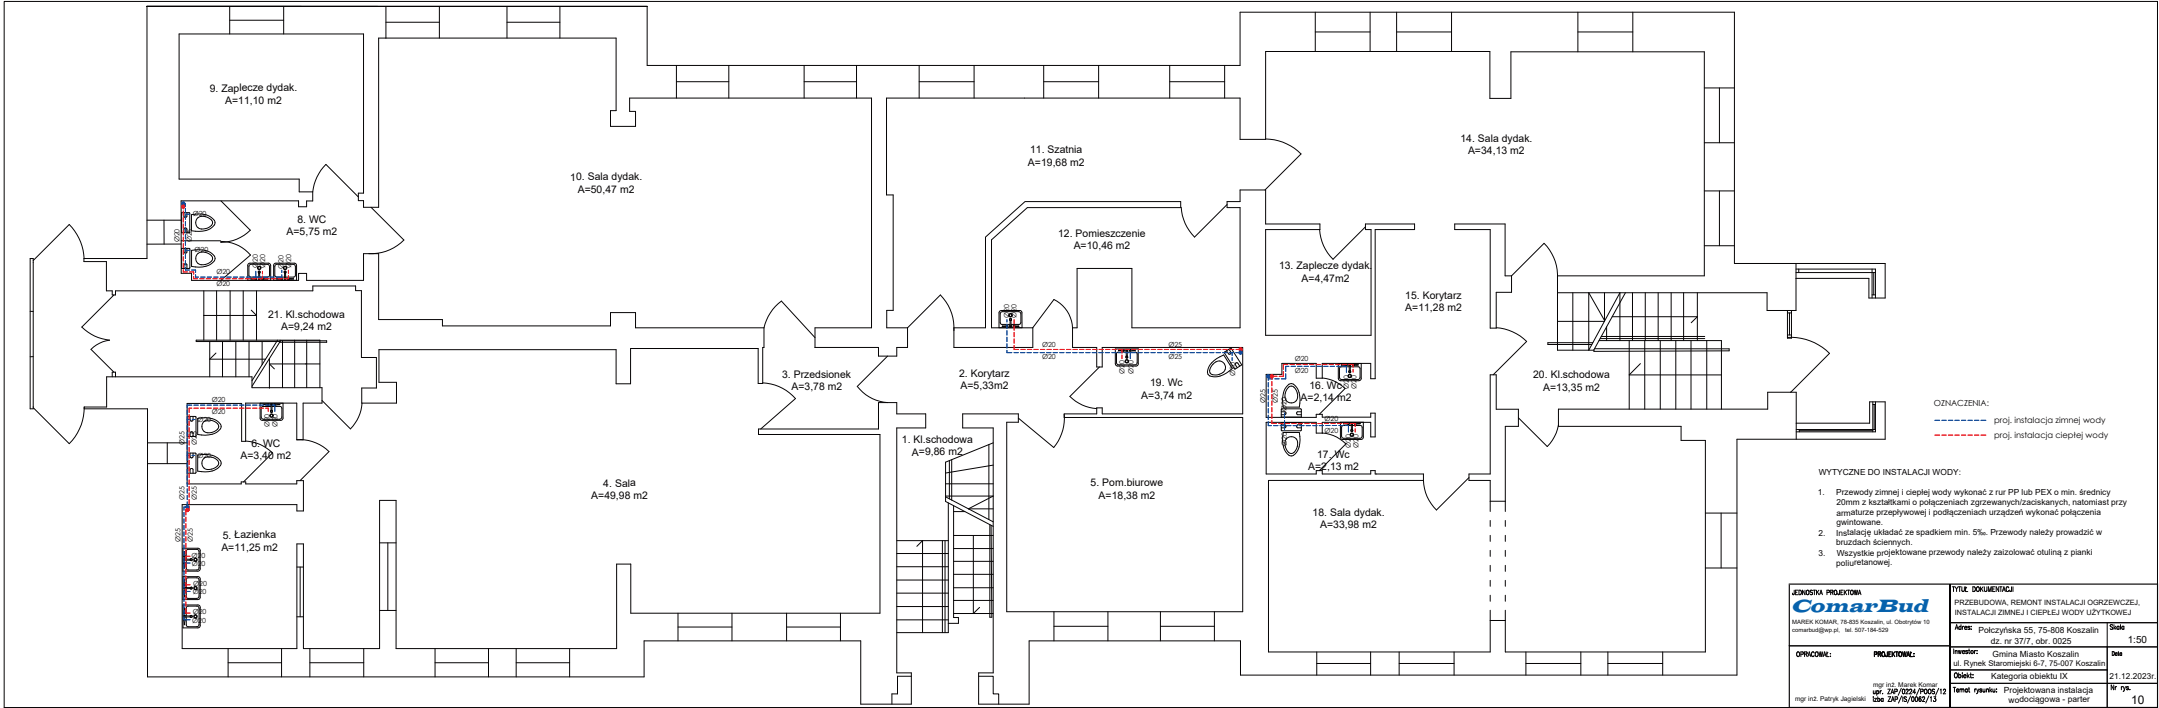 9. Zaplecze dydak.
A=11,10 m2
10. Sala dydak.
A=50,47 m2
11. Szatnia
A=19,68 m2
14. Sala dydak.
A=34,13 m2
8. WC
A=5,75 m2
12. Pomieszczenie
A=10,46 m2
13. Zaplecze dydak.
A=4,47m2
15. Korytarz
A=11,28 m2
21. Kl.schodowa
A=9,24 m2
3. Przedsionek
A=3,78 m2
2. Korytarz
A=5,33m2
19. Wc
A=3,74 m2
16. Wc
A=2,14 m2
20. Kl.schodowa
A=13,35 m2
6. WC
A=3,40 m2
1. Kl.schodowa
A=9,86 m2
17. Wc
A=2,13 m2
4. Sala
A=49,98 m2
5. Pom.biurowe
A=18,38 m2
18. Sala dydak.
A=33,98 m2
5. Łazienka
A=11,25 m2
Ø20
Ø20
Ø20
Ø20
Ø20
Ø20
Ø25
Ø25
Ø20
Ø20
Ø20
Ø20
Ø25
Ø25
Ø25
Ø25
OZNACZENIA:
proj. instalacja zimnej wody
proj. instalacja ciepłej wody
WYTYCZNE DO INSTALACJI WODY:
1. Przewody zimnej i ciepłej wody wykonać z rur PP lub PEX o min. średnicy
20mm z kształtkami o połączeniach zgrzewanych/zaciskanych, natomiast przy
armaturze przepływowej i podłączeniach urządzeń wykonać połączenia
gwintowane.
2. Instalację układać ze spadkiem min. 5‰. Przewody należy prowadzić w
bruzdach ściennych.
3. Wszystkie projektowane przewody należy zaizolować otuliną z pianki
poliuretanowej.
JEDNOSTKA PROJEKTOWA
ComarBud
MAREK KOMAR, 78-835 Koszalin, ul. Obotrytów 10
comarbud@wp.pl, tel. 507-184-529
OPRACOWAŁ: PROJEKTOWAŁ:
mgr inż. Marek Komar
upr. ZAP/0224/POOS/12
mgr inż. Patryk Jagielski Izba ZAP/IS/0062/13
TYTUŁ DOKUMENTACJI
PRZEBUDOWA, REMONT INSTALACJI OGRZEWCZEJ,
INSTALACJI ZIMNEJ I CIEPŁEJ WODY UŻYTKOWEJ
Adres: Połczyńska 55, 75-808 Koszalin
dz. nr 37/7, obr. 0025
Skala
1:50
Inwestor: Gmina Miasto Koszalin
ul. Rynek Staromiejski 6-7, 75-007 Koszalin
Data
21.12.2023r.
Obiekt: Kategoria obiektu IX
Temat rysunku: Projektowana instalacja
wodociągowa - parter
Nr rys.
10